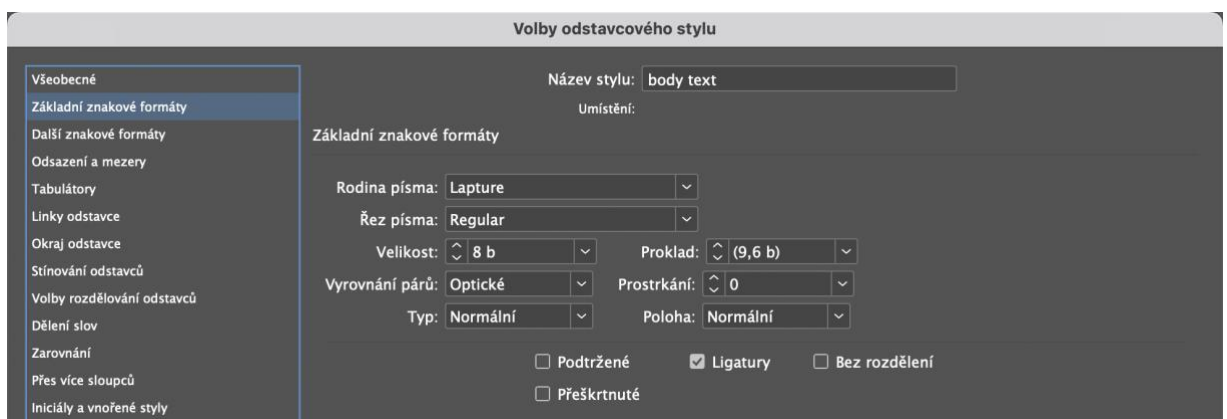 Volby odstavcového stylu
Všeobecné
Základní znakové formáty
Další znakové formáty
Odsazení a mezery
Tabulátory
Linky odstavce
Okraj odstavce
Stínování odstavců
Volby rozdělování odstavců
Dělení slov
Zarovnání
Přes více sloupců
Iniciály a vnořené styly
Název stylu: body text
Umístění:
Základní znakové formáty
Rodina písma: Lapture
Řez písma: Regular
Velikost: 8 b Proklad: (9,6 b)
Vyrovnání párů: Optické Prostrkání: 0
Typ: Normální Poloha: Normální
Podtržené Ligatury Bez rozdělení
Přeškrtnuté